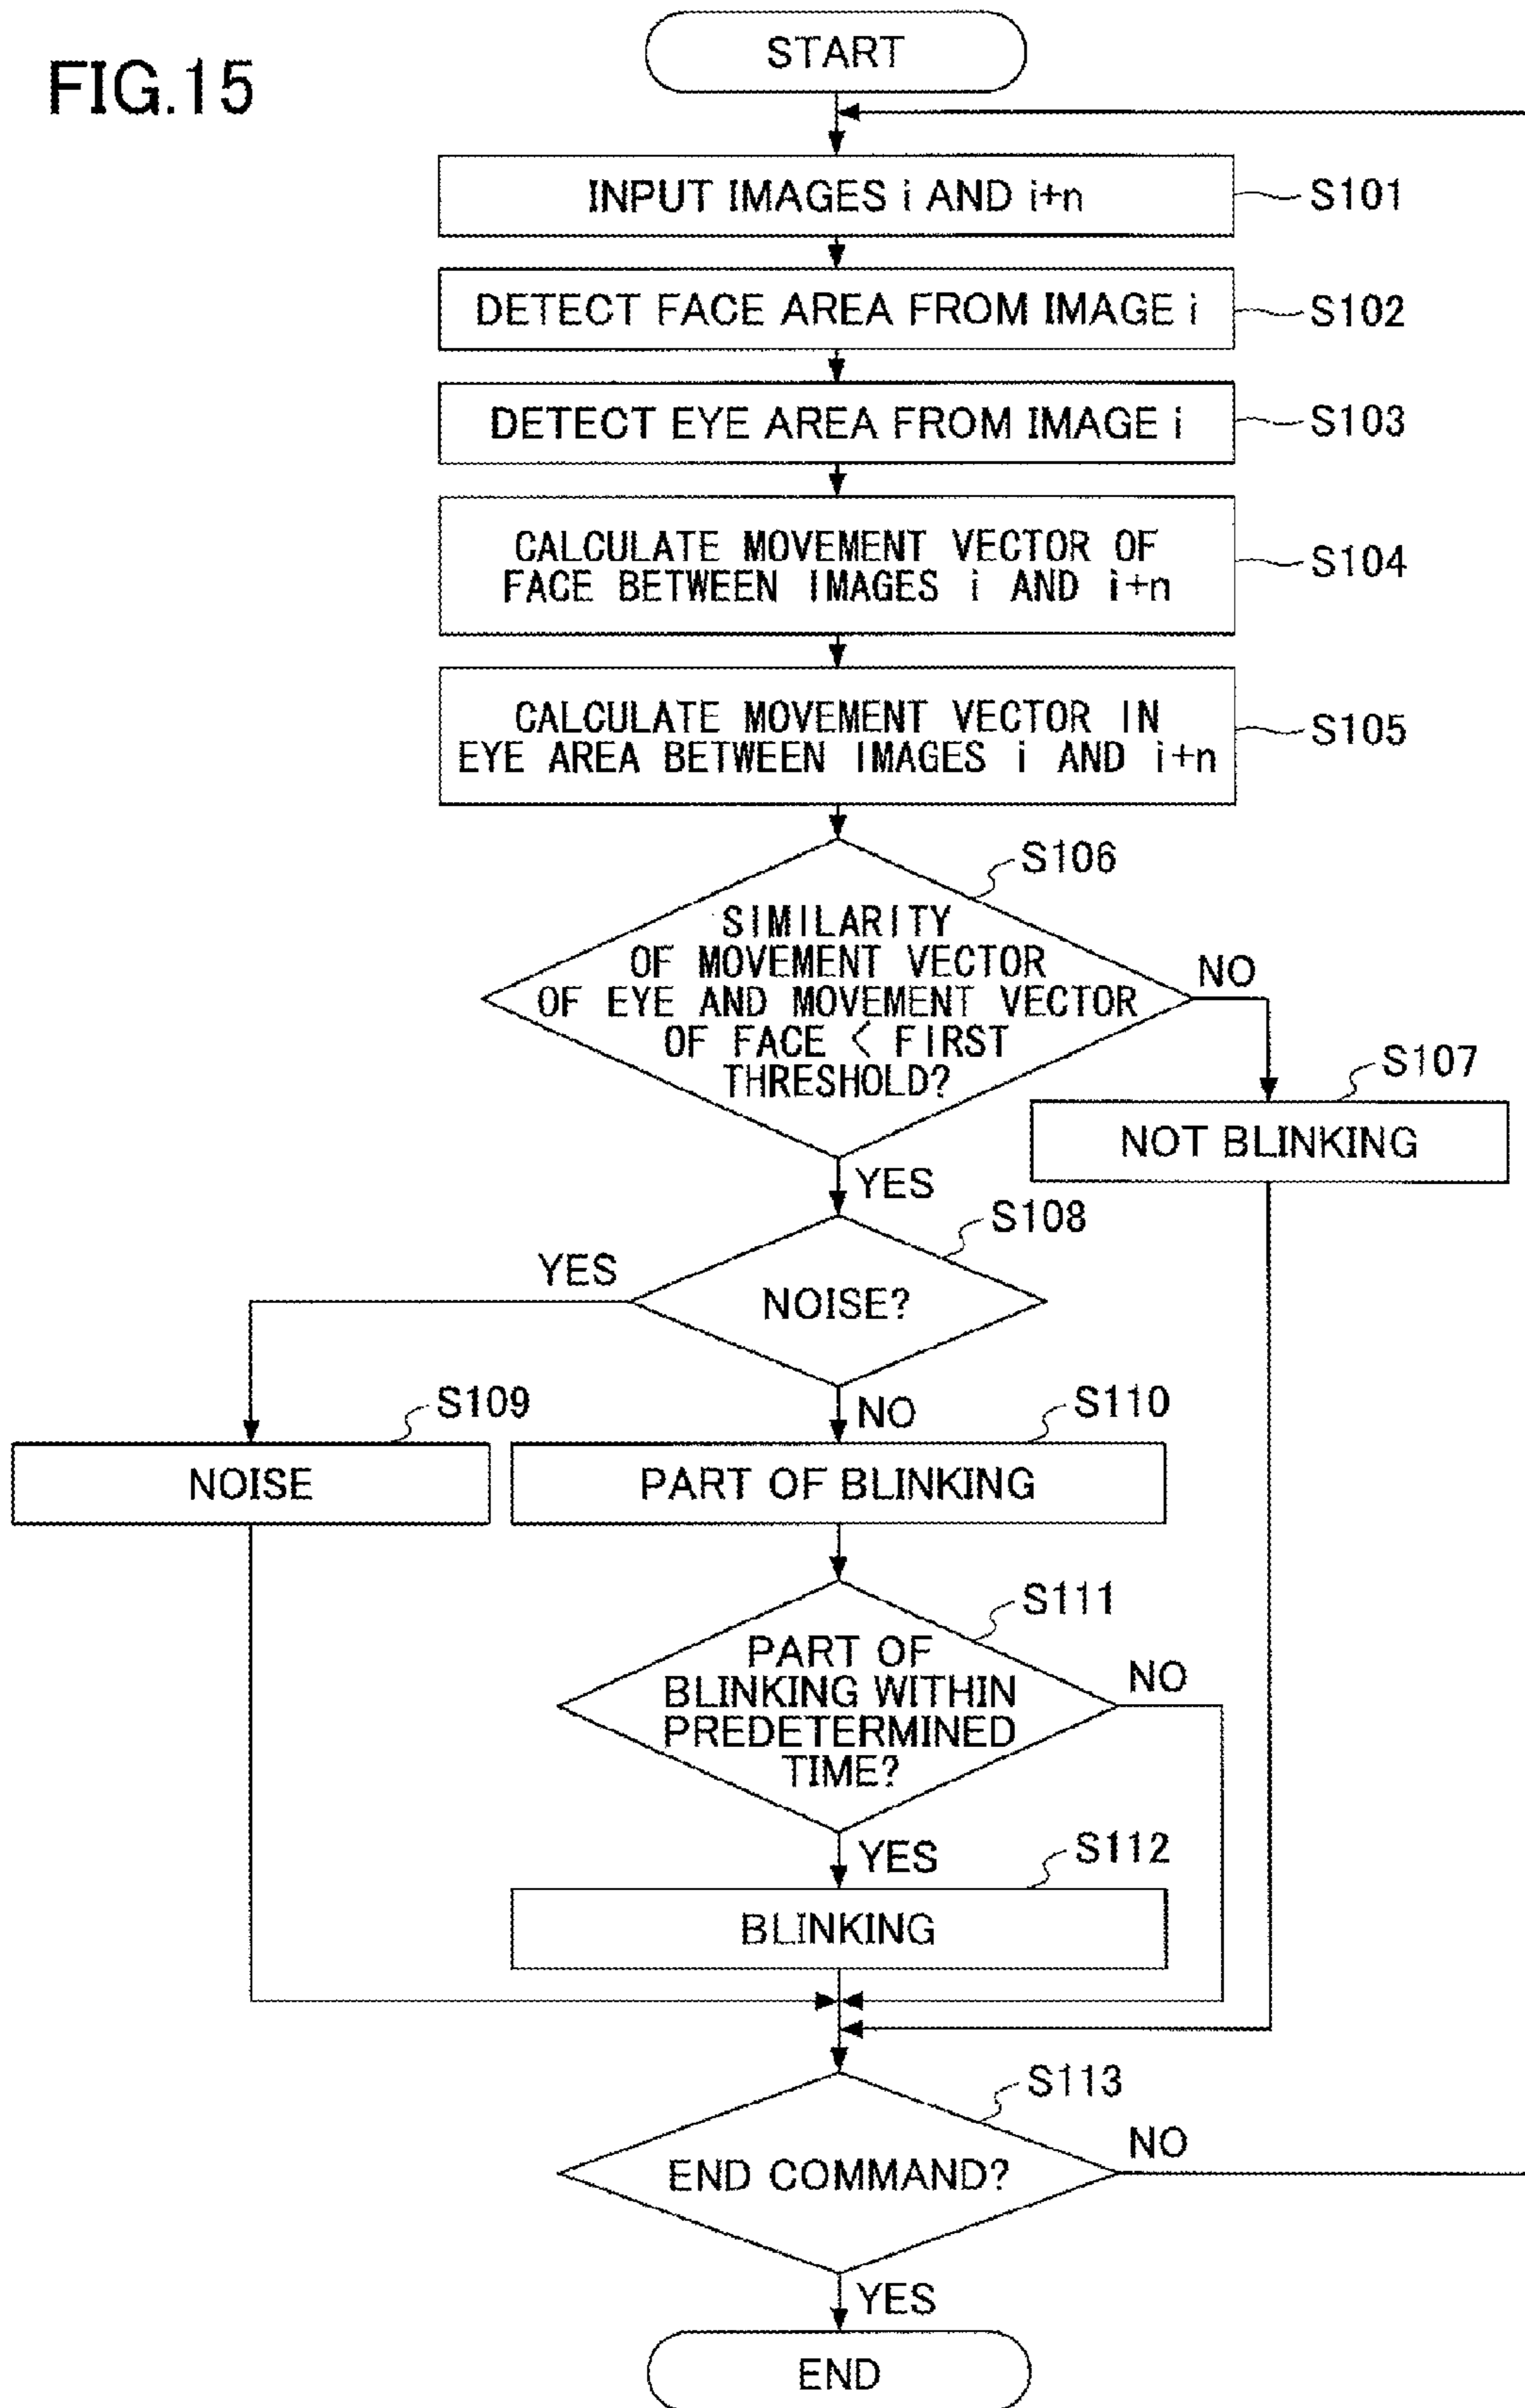 FIG.15
START
INPUT IMAGES i AND i+n
S101
DETECT FACE AREA FROM IMAGE i
S102
DETECT EYE AREA FROM IMAGE i
S103
CALCULATE MOVEMENT VECTOR OF
FACE BETWEEN IMAGES i AND i+n
S104
CALCULATE MOVEMENT VECTOR IN
EYE AREA BETWEEN IMAGES i AND i+n
S105
S106
SIMILARITY
OF MOVEMENT VECTOR
OF EYE AND MOVEMENT VECTOR
OF FACE < FIRST
THRESHOLD?
NO
S107
NOT BLINKING
YES
S108
NOISE?
YES
S109
NOISE
NO
S110
PART OF BLINKING
S111
PART OF
BLINKING WITHIN
PREDETERMINED
TIME?
NO
YES
S112
BLINKING
S113
END COMMAND?
NO
YES
END